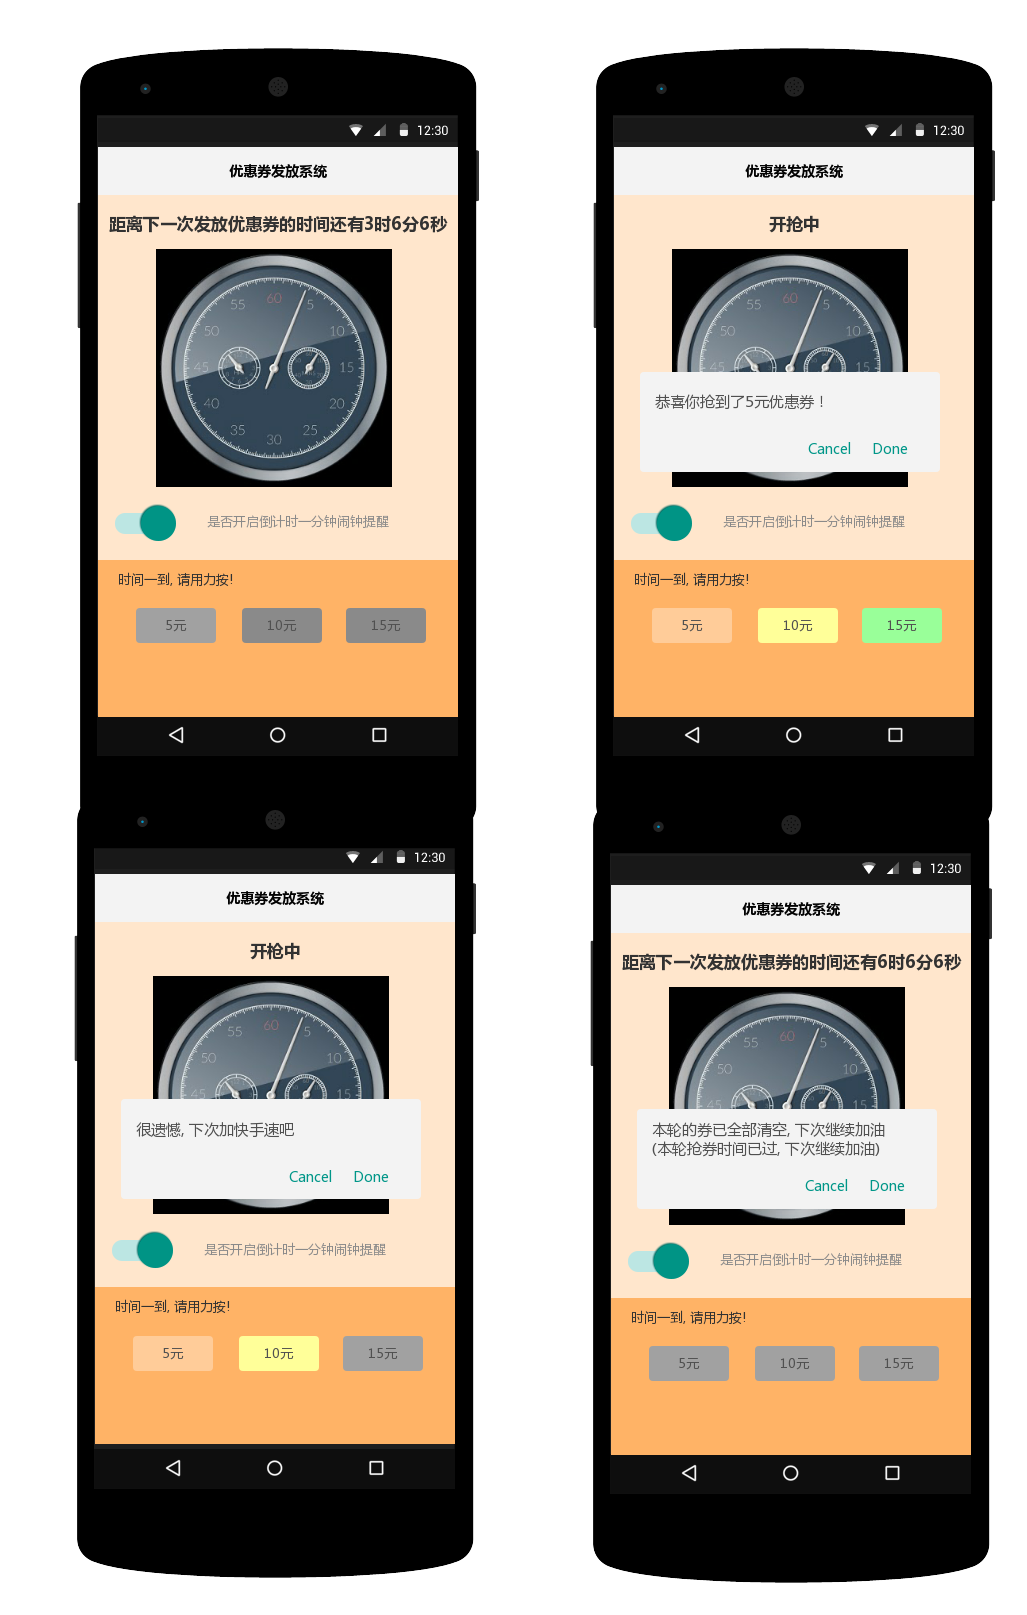 12:30
优惠券发放系统
距离下一次发放优惠券的时间还有3时6分6秒
60
55
5
50
10
45
15
40
20
35
25
30
是否开启倒计时一分钟闹钟提醒
时间一到, 请用力按!
5元
10元
15元
12:30
优惠券发放系统
开抢中
60
55
5
50
10
45
15
恭喜你抢到了5元优惠券！
Cancel
Done
是否开启倒计时一分钟闹钟提醒
时间一到, 请用力按!
5元
10元
15元
12:30
优惠券发放系统
开抢中
60
55
5
50
10
45
15
很遗憾, 下次加快手速吧
Cancel
Done
是否开启倒计时一分钟闹钟提醒
时间一到, 请用力按!
5元
10元
15元
12:30
优惠券发放系统
距离下一次发放优惠券的时间还有6时6分6秒
60
55
5
50
10
45
15
本轮的券已全部清空, 下次继续加油
(本轮抢券时间已过, 下次继续加油)
Cancel
Done
是否开启倒计时一分钟闹钟提醒
时间一到, 请用力按!
5元
10元
15元